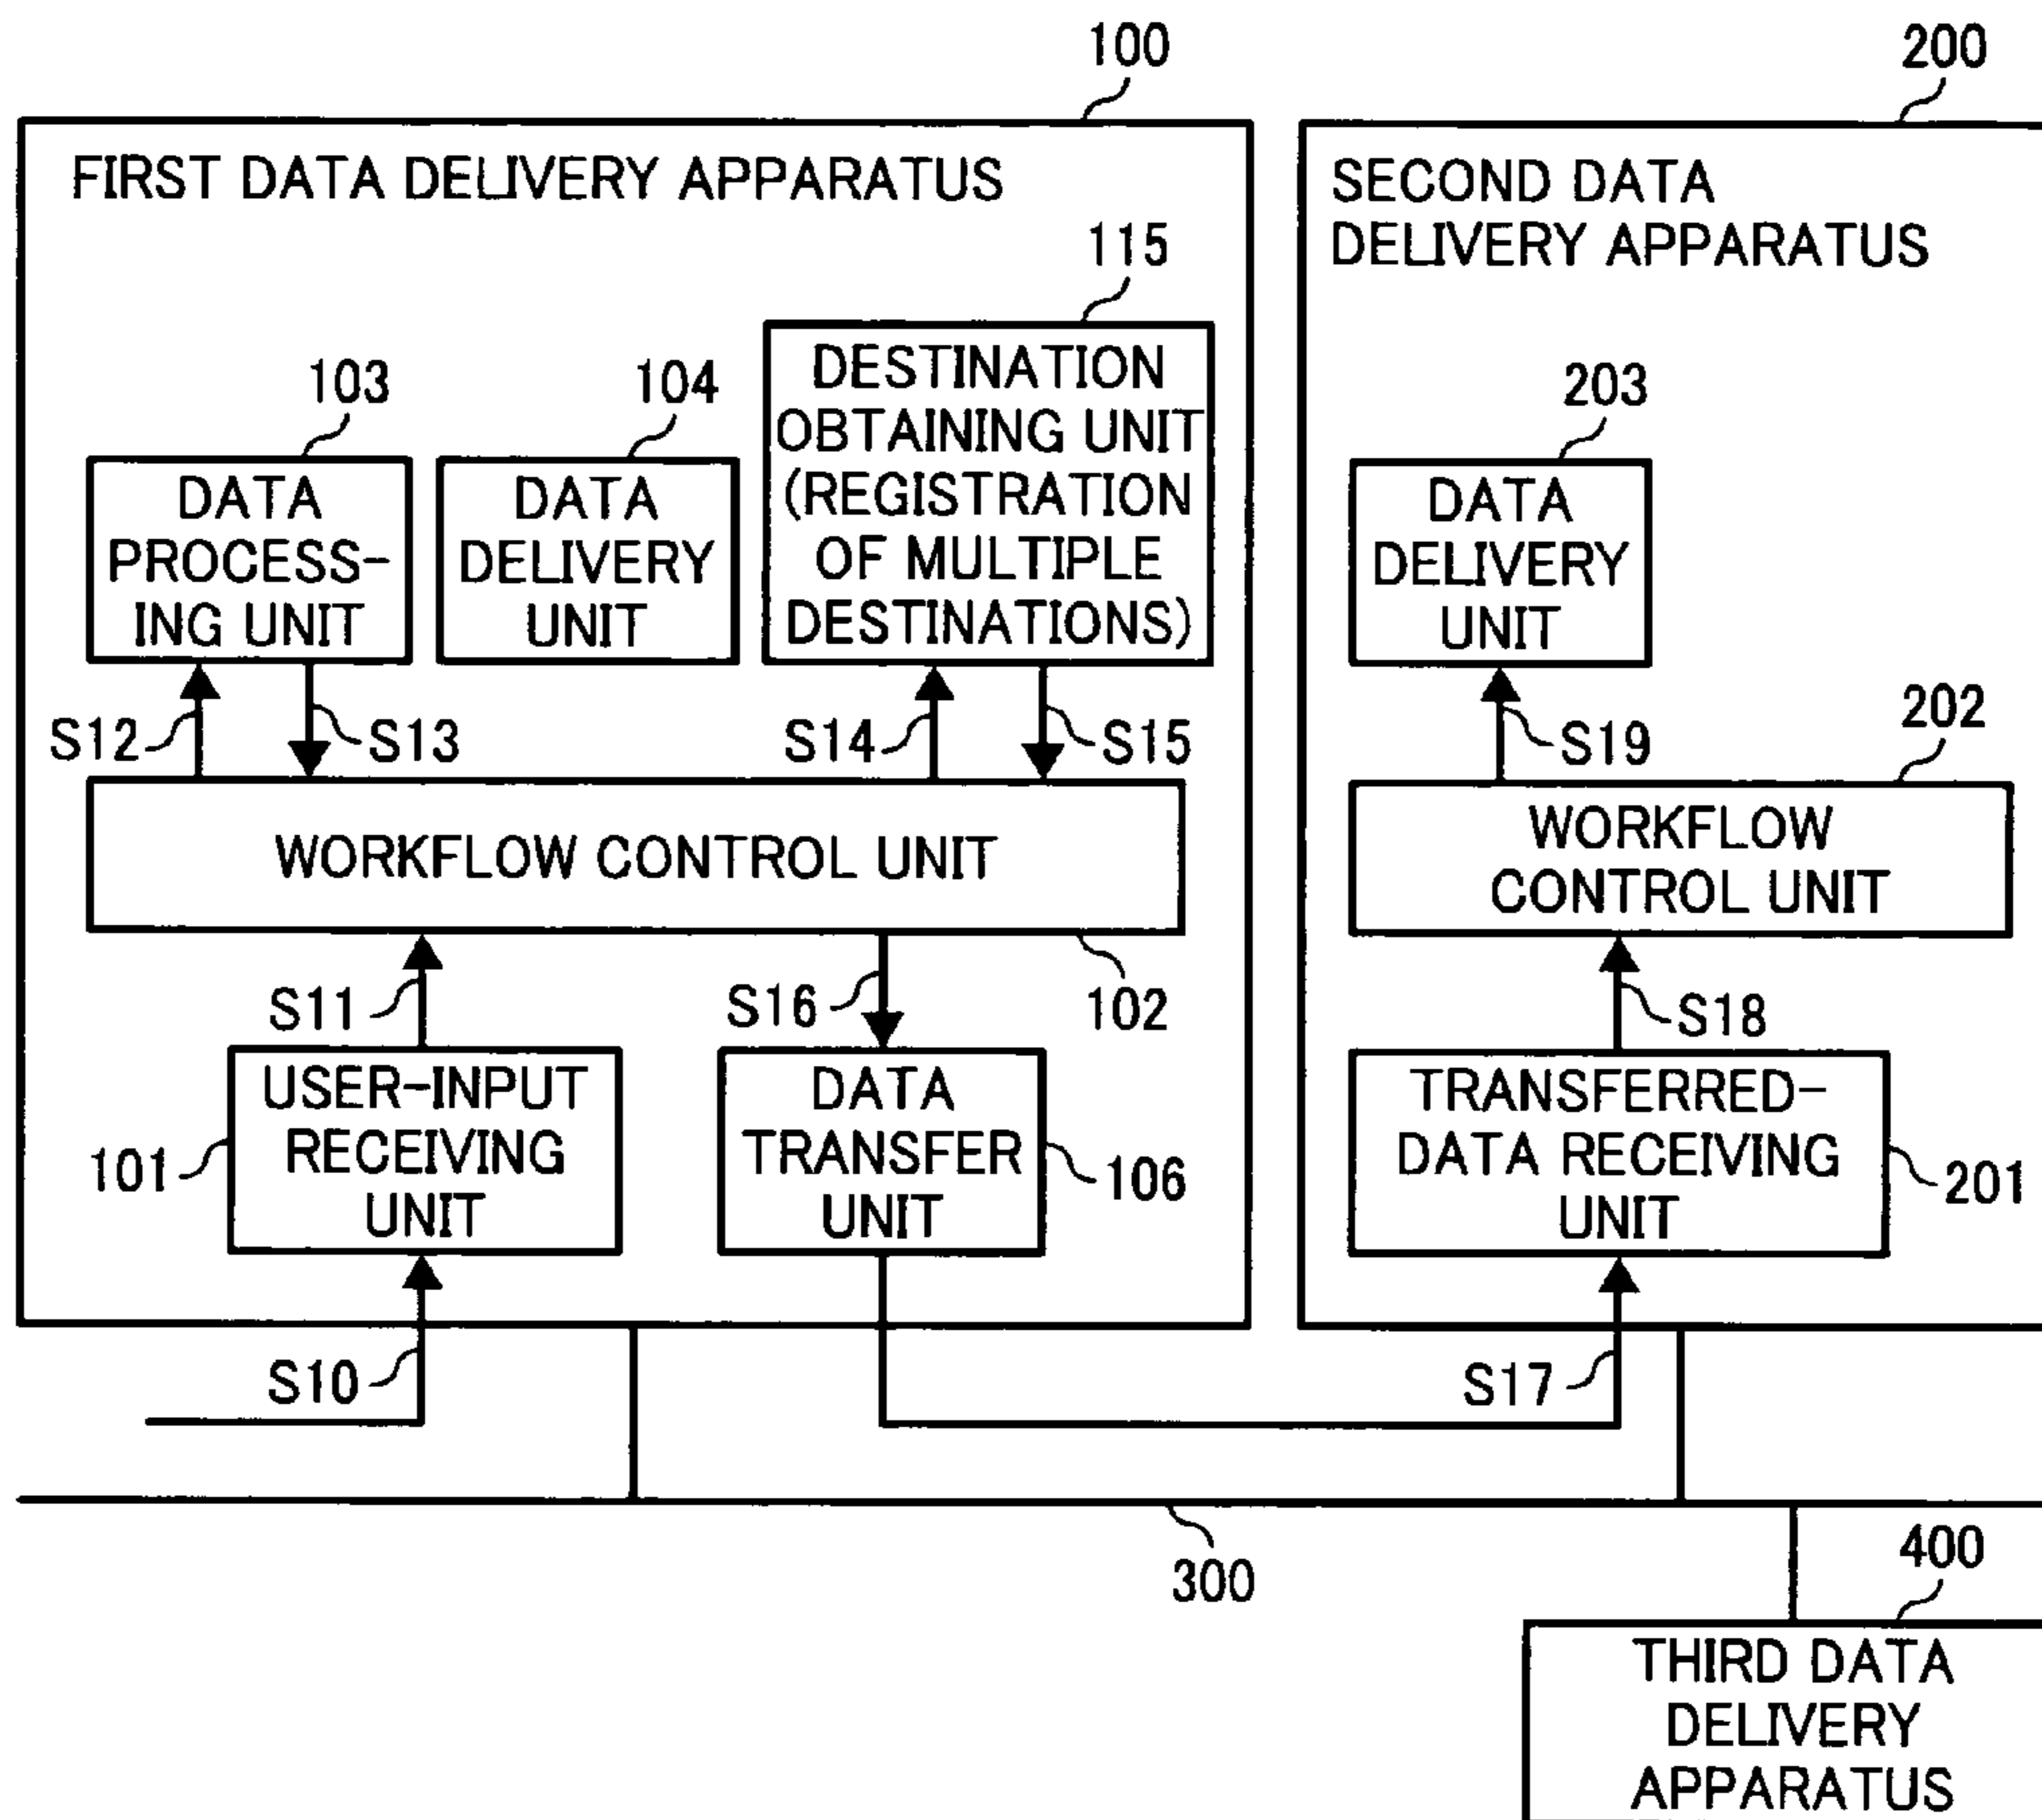 100
200
FIRST DATA DELIVERY APPARATUS
SECOND DATA
DELIVERY APPARATUS
115
DESTINATION
OBTAINING UNIT
(REGISTRATION
OF MULTIPLE
DESTINATIONS)
103
DATA
PROCESS-
ING UNIT
104
DATA
DELIVERY
UNIT
203
DATA
DELIVERY
UNIT
S12
S13
S14
S15
S19
202
WORKFLOW CONTROL UNIT
WORKFLOW
CONTROL UNIT
S11
S16
102
S18
USER-INPUT
RECEIVING
UNIT
101
DATA
TRANSFER
UNIT
106
TRANSFERRED-
DATA RECEIVING
UNIT
201
S10
S17
300
400
THIRD DATA
DELIVERY
APPARATUS